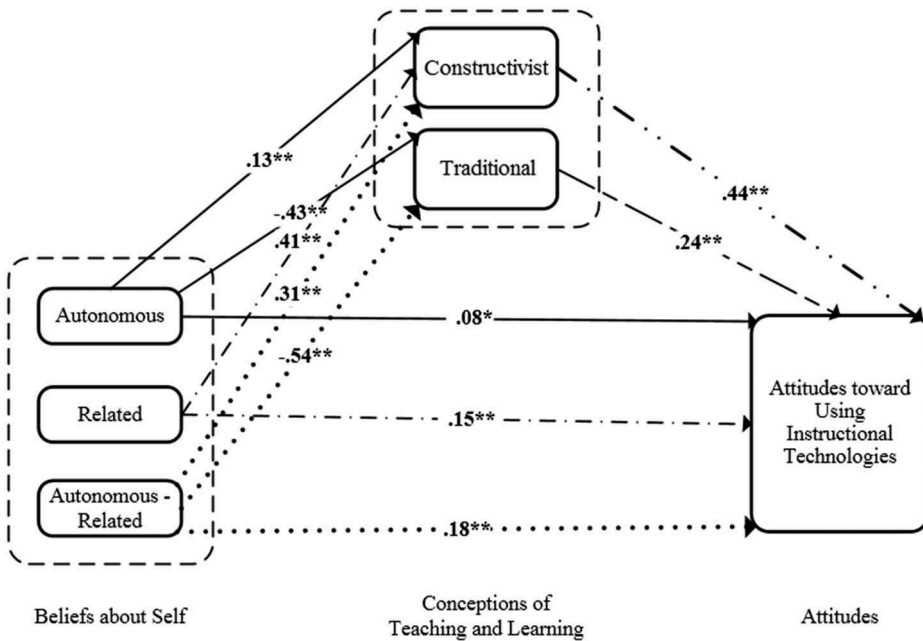 Constructivist
Traditional
.13**
-.43**
.41**
.31**
-.54**
.44**
.24**
Autonomous
Related
Autonomous -
Related
.08*
.15**
.18**
Attitudes toward
Using
Instructional
Technologies
Beliefs about Self
Conceptions of
Teaching and Learning
Attitudes